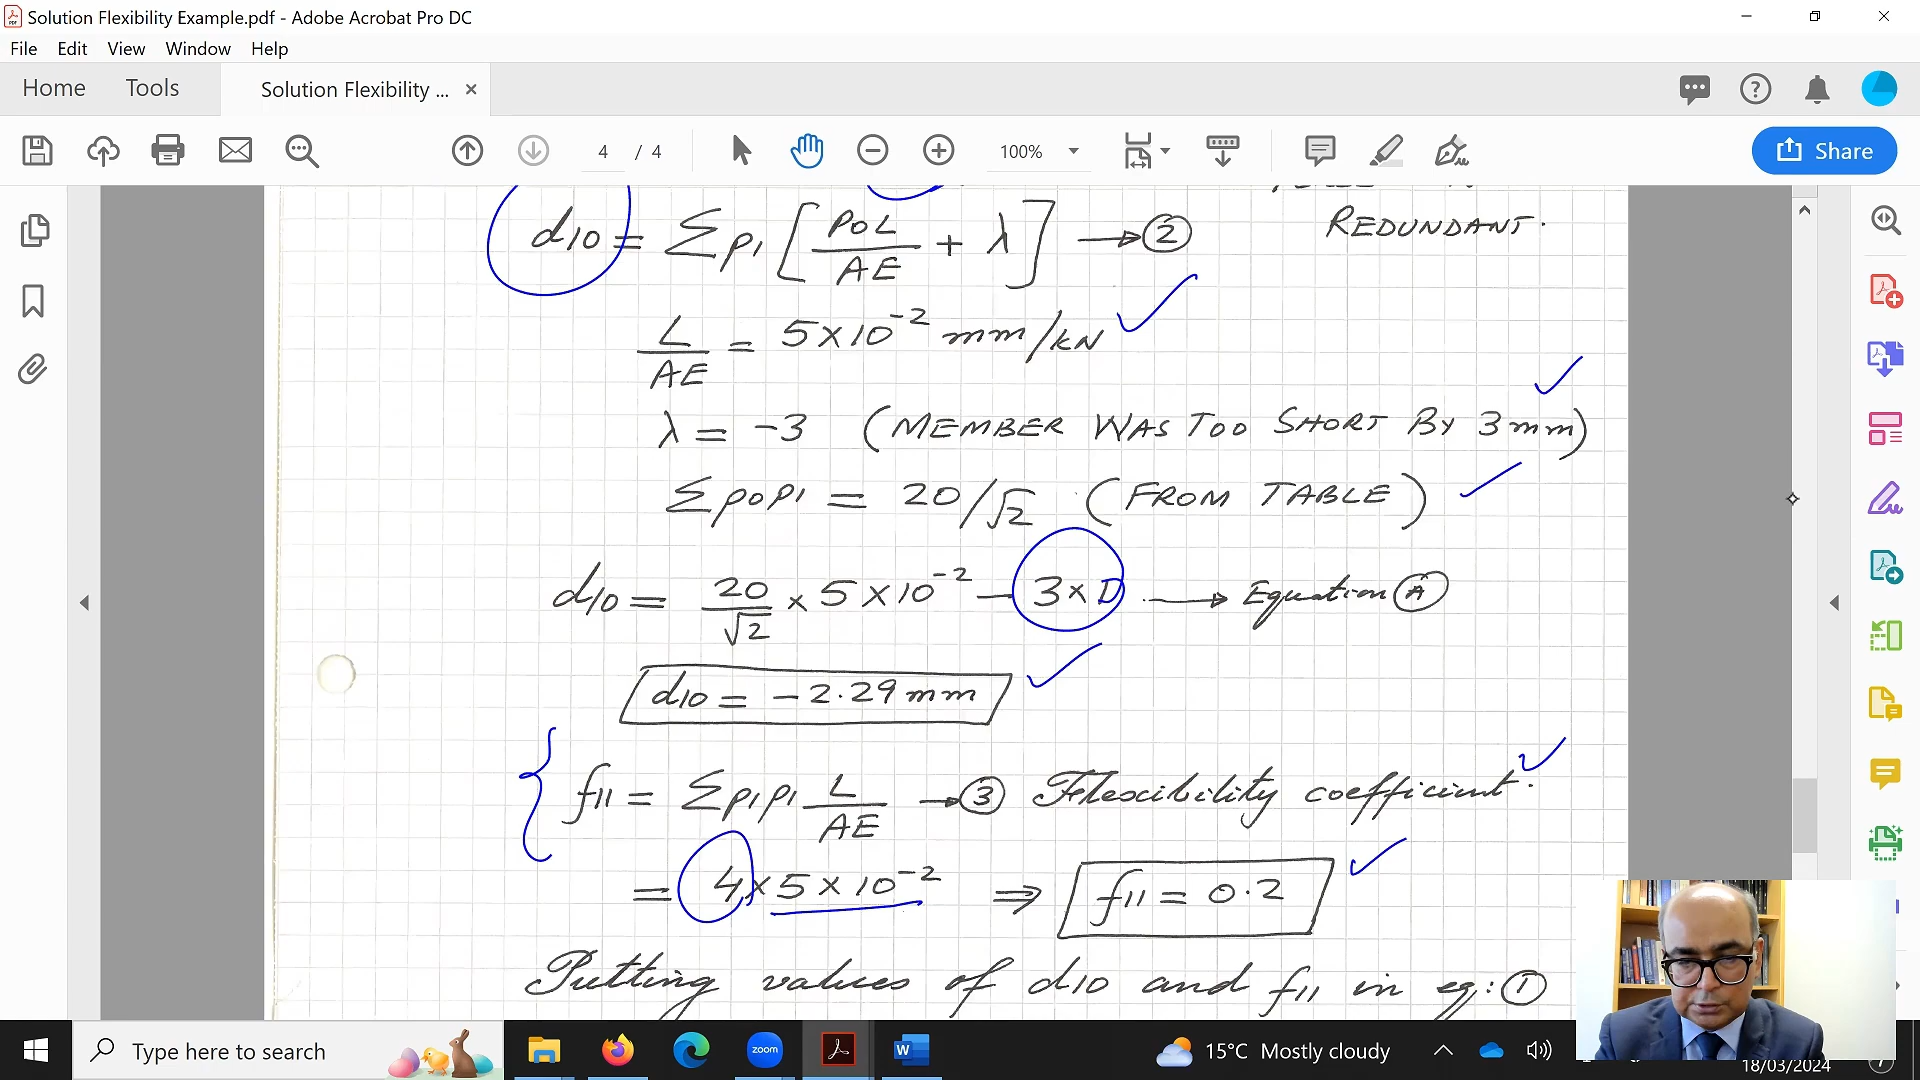 Solution Flexibility Example.pdf - Adobe Acrobat Pro DC
File Edit View Window Help
Home Tools Solution Flexibility ... ×
4 / 4 100% Share
REDUNDANT.
d10 = Σp1 [p0L/AE + λ] → ②
L/AE = 5×10⁻² mm/kN
λ = -3 (MEMBER WAS TOO SHORT BY 3mm)
Σp0p1 = 20/√2 (FROM TABLE)
d10 = 20/√2 × 5×10⁻² - 3× → Equation Ⓐ
d10 = -2.29mm
f11 = Σp1p1 L/AE → ③ Flexibility coefficient.
= 4×5×10⁻² ⇒ f11 = 0.2
Putting values of d10 and f11 in eq: ①
Type here to search
zoom
15°C Mostly cloudy
18/03/2024